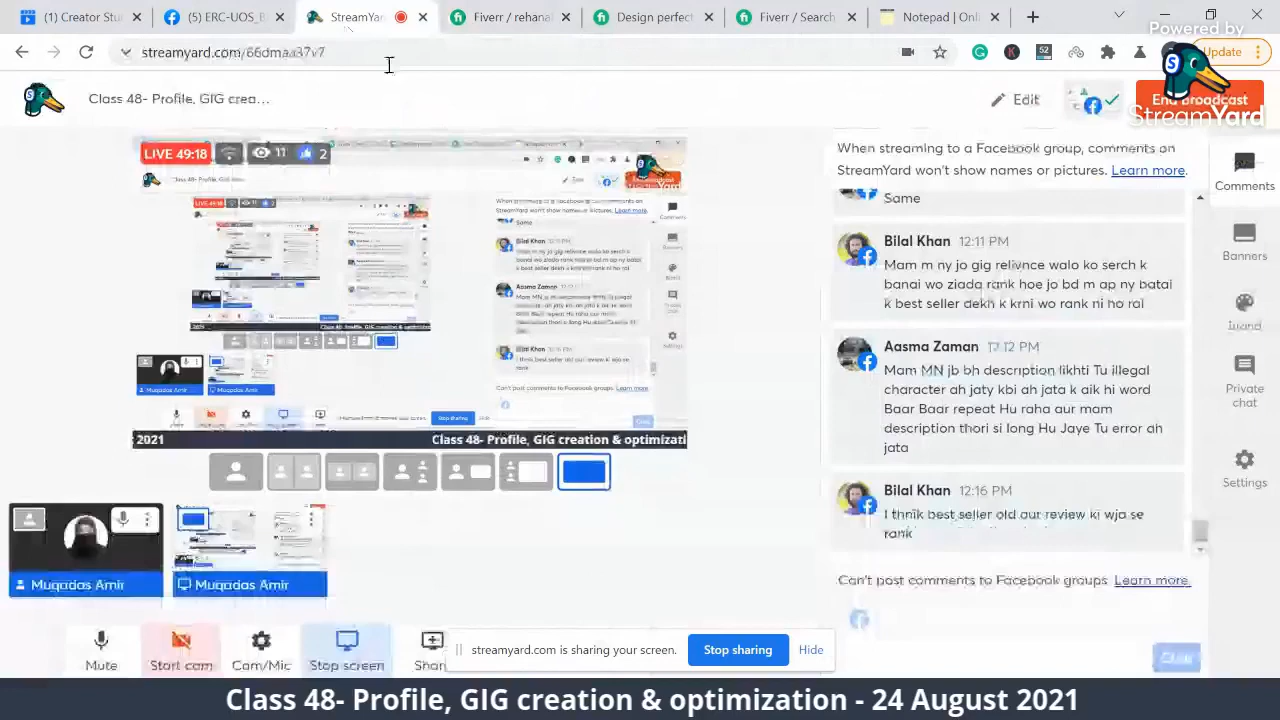 (1) Creator Stu
(5) ERC-UOS_B
StreamYar
Fiverr / rehanal
Design perfect
Fiverr / Search
Notepad | Onli
streamyard.com/66dmaa37v7
Update
Powered by
StreamYard
Class 48- Profile, GIG crea...
Edit
End broadcast
LIVE 49:18
11
2
When streaming to a Facebook group, comments on
StreamYard won't show names or pictures. Learn more.
Same
Bilal Khan 12:11 PM
Mam m ny jo gig relivnce walo ko serch k
banai wo ziada rank hoe jo bd m ap ny batai
k best seller dekh k krni wo rank ni ho rai
Aasma Zaman 12:12 PM
Mam MN jb bh description likhti Tu illegal
character ah jaty kbi ah jata k aik hi word
Baar Baar repeat Hu raha aur mam
description thori si long Hu Jaye Tu error ah
jata
Bilal Khan 12:16 PM
I think best seller old aur review ki wja se
rank
Can't post comments to Facebook groups. Learn more.
Comments
Banners
Brand
Private
chat
Settings
2021
Class 48- Profile, GIG creation & optimizati
Muqadas Amir
Muqadas Amir
Mute
Start cam
Cam/Mic
Stop screen
Shar
streamyard.com is sharing your screen.
Stop sharing
Hide
Class 48- Profile, GIG creation & optimization - 24 August 2021